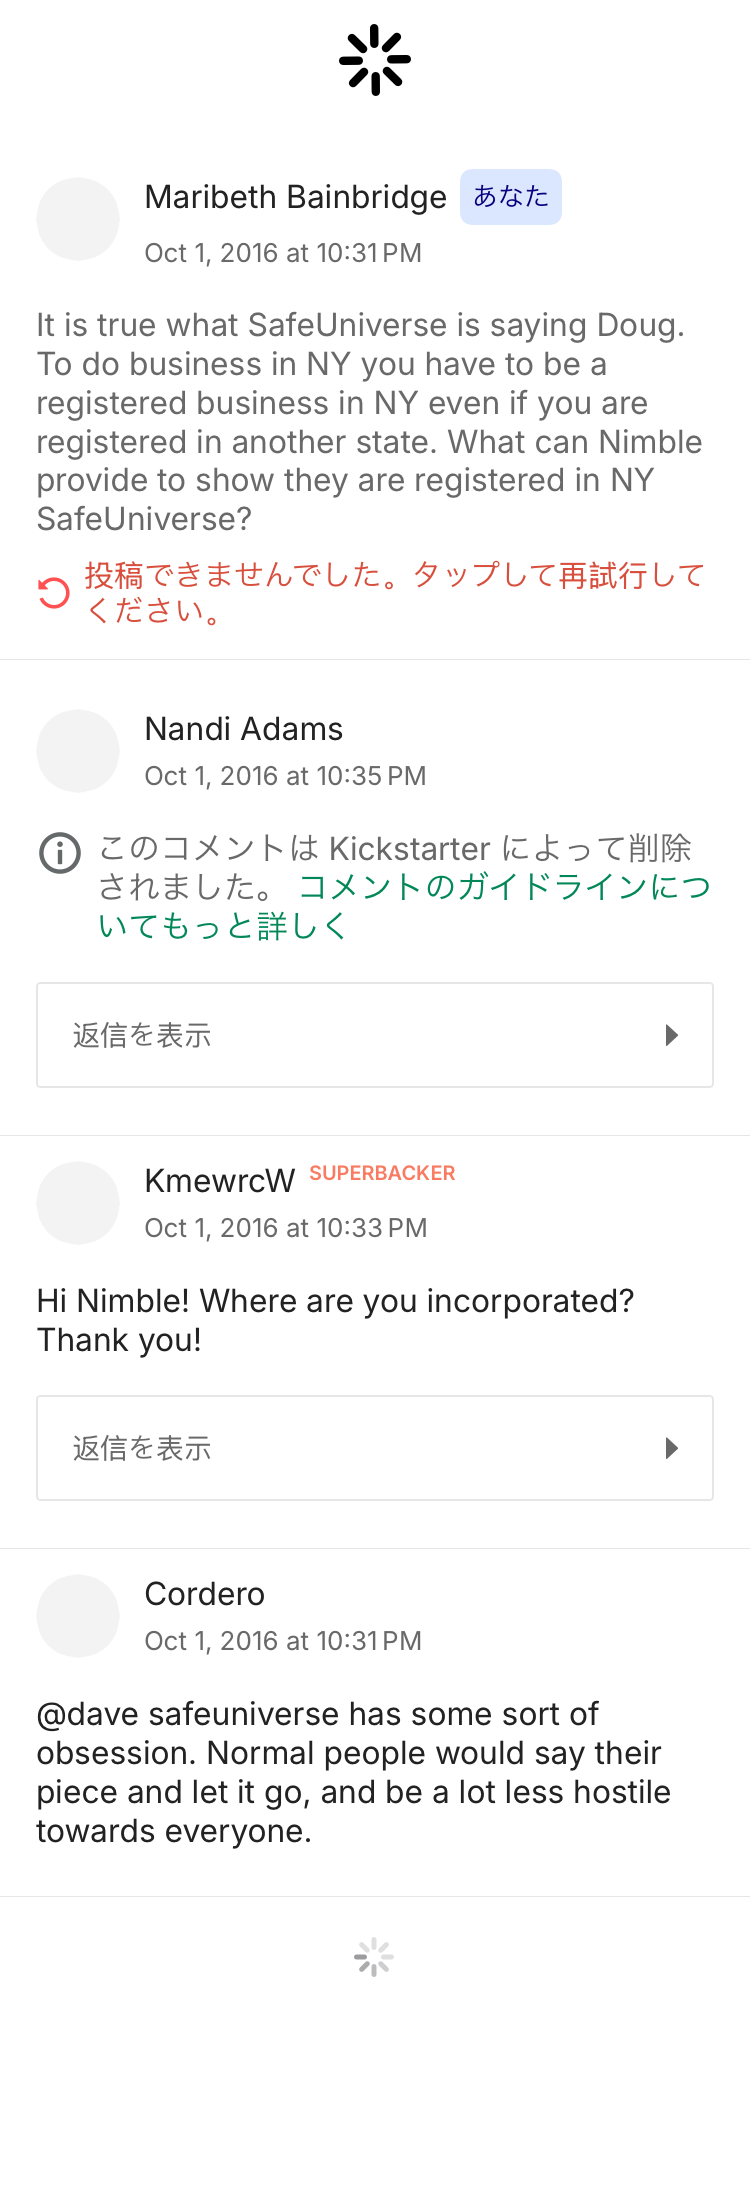 Maribeth Bainbridge あなた
Oct 1, 2016 at 10:31 PM
It is true what SafeUniverse is saying Doug.
To do business in NY you have to be a
registered business in NY even if you are
registered in another state. What can Nimble
provide to show they are registered in NY
SafeUniverse?
投稿できませんでした。タップして再試行して
ください。
Nandi Adams
Oct 1, 2016 at 10:35 PM
このコメントは Kickstarter によって削除
されました。 コメントのガイドラインにつ
いてもっと詳しく
返信を表示
KmewrcW SUPERBACKER
Oct 1, 2016 at 10:33 PM
Hi Nimble! Where are you incorporated?
Thank you!
返信を表示
Cordero
Oct 1, 2016 at 10:31 PM
@dave safeuniverse has some sort of
obsession. Normal people would say their
piece and let it go, and be a lot less hostile
towards everyone.